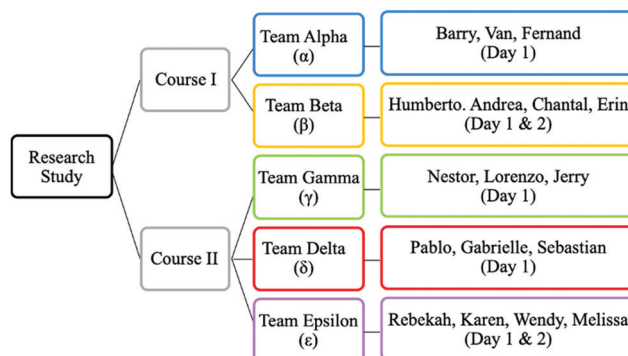 Research
Study
Course I
Course II
Team Alpha
(α)
Barry, Van, Fernand
(Day 1)
Team Beta
(β)
Humberto. Andrea, Chantal, Erin
(Day 1 & 2)
Team Gamma
(γ)
Nestor, Lorenzo, Jerry
(Day 1)
Team Delta
(δ)
Pablo, Gabrielle, Sebastian
(Day 1)
Team Epsilon
(ε)
Rebekah, Karen, Wendy, Melissa
(Day 1 & 2)